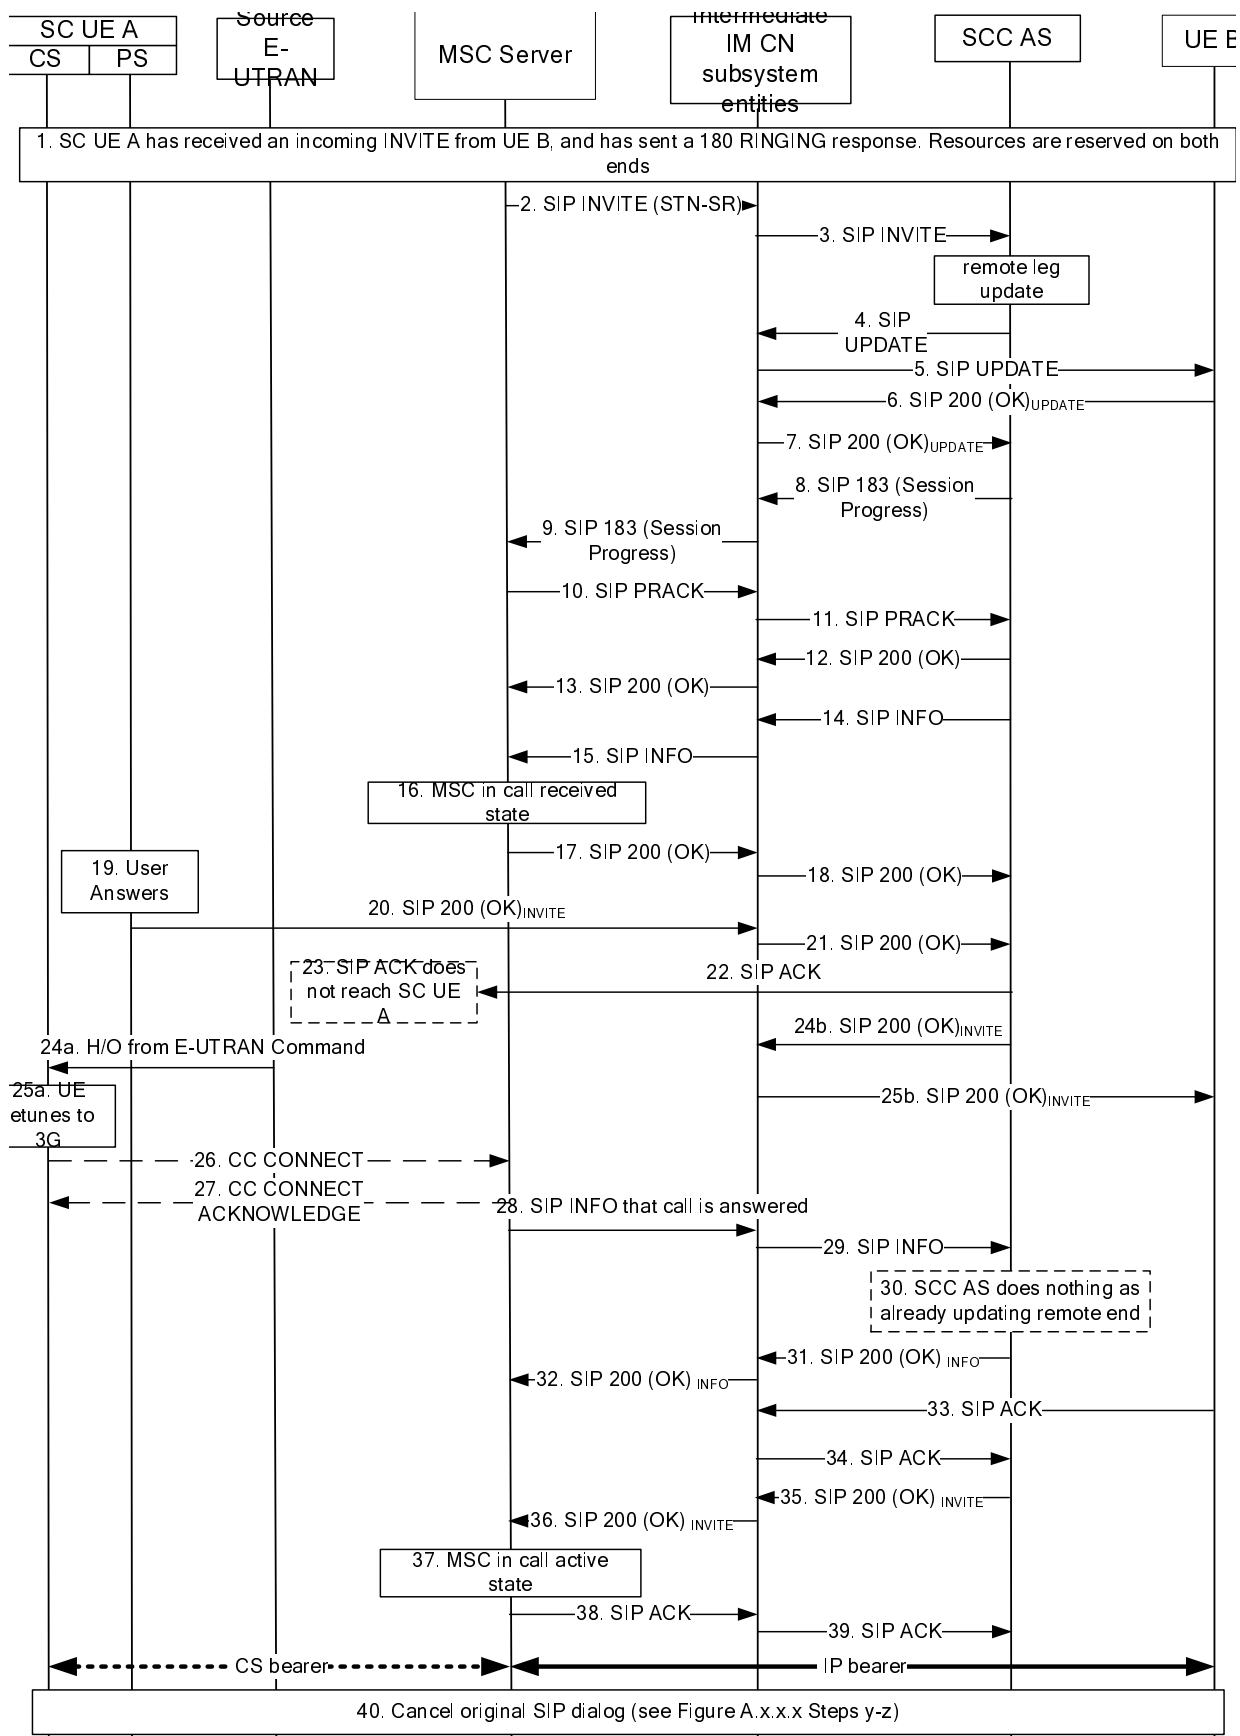 SC UE A
CS
PS
Source
E-
UTRAN
MSC Server
Intermediate
IM CN
subsystem
entities
SCC AS
UE B
1. SC UE A has received an incoming INVITE from UE B, and has sent a 180 RINGING response. Resources are reserved on both
ends
2. SIP INVITE (STN-SR)
3. SIP INVITE
remote leg
update
4. SIP
UPDATE
5. SIP UPDATE
6. SIP 200 (OK)UPDATE
7. SIP 200 (OK)UPDATE
8. SIP 183 (Session
Progress)
9. SIP 183 (Session
Progress)
10. SIP PRACK
11. SIP PRACK
12. SIP 200 (OK)
13. SIP 200 (OK)
14. SIP INFO
15. SIP INFO
16. MSC in call received
state
17. SIP 200 (OK)
18. SIP 200 (OK)
19. User
Answers
20. SIP 200 (OK)INVITE
21. SIP 200 (OK)
22. SIP ACK
23. SIP ACK does
not reach SC UE
A
24b. SIP 200 (OK)INVITE
24a. H/O from E-UTRAN Command
25a. UE
etunes to
3G
25b. SIP 200 (OK)INVITE
26. CC CONNECT
27. CC CONNECT
ACKNOWLEDGE
28. SIP INFO that call is answered
29. SIP INFO
30. SCC AS does nothing as
already updating remote end
31. SIP 200 (OK) INFO
32. SIP 200 (OK) INFO
33. SIP ACK
34. SIP ACK
35. SIP 200 (OK) INVITE
36. SIP 200 (OK) INVITE
37. MSC in call active
state
38. SIP ACK
39. SIP ACK
CS bearer
IP bearer
40. Cancel original SIP dialog (see Figure A.x.x.x Steps y-z)